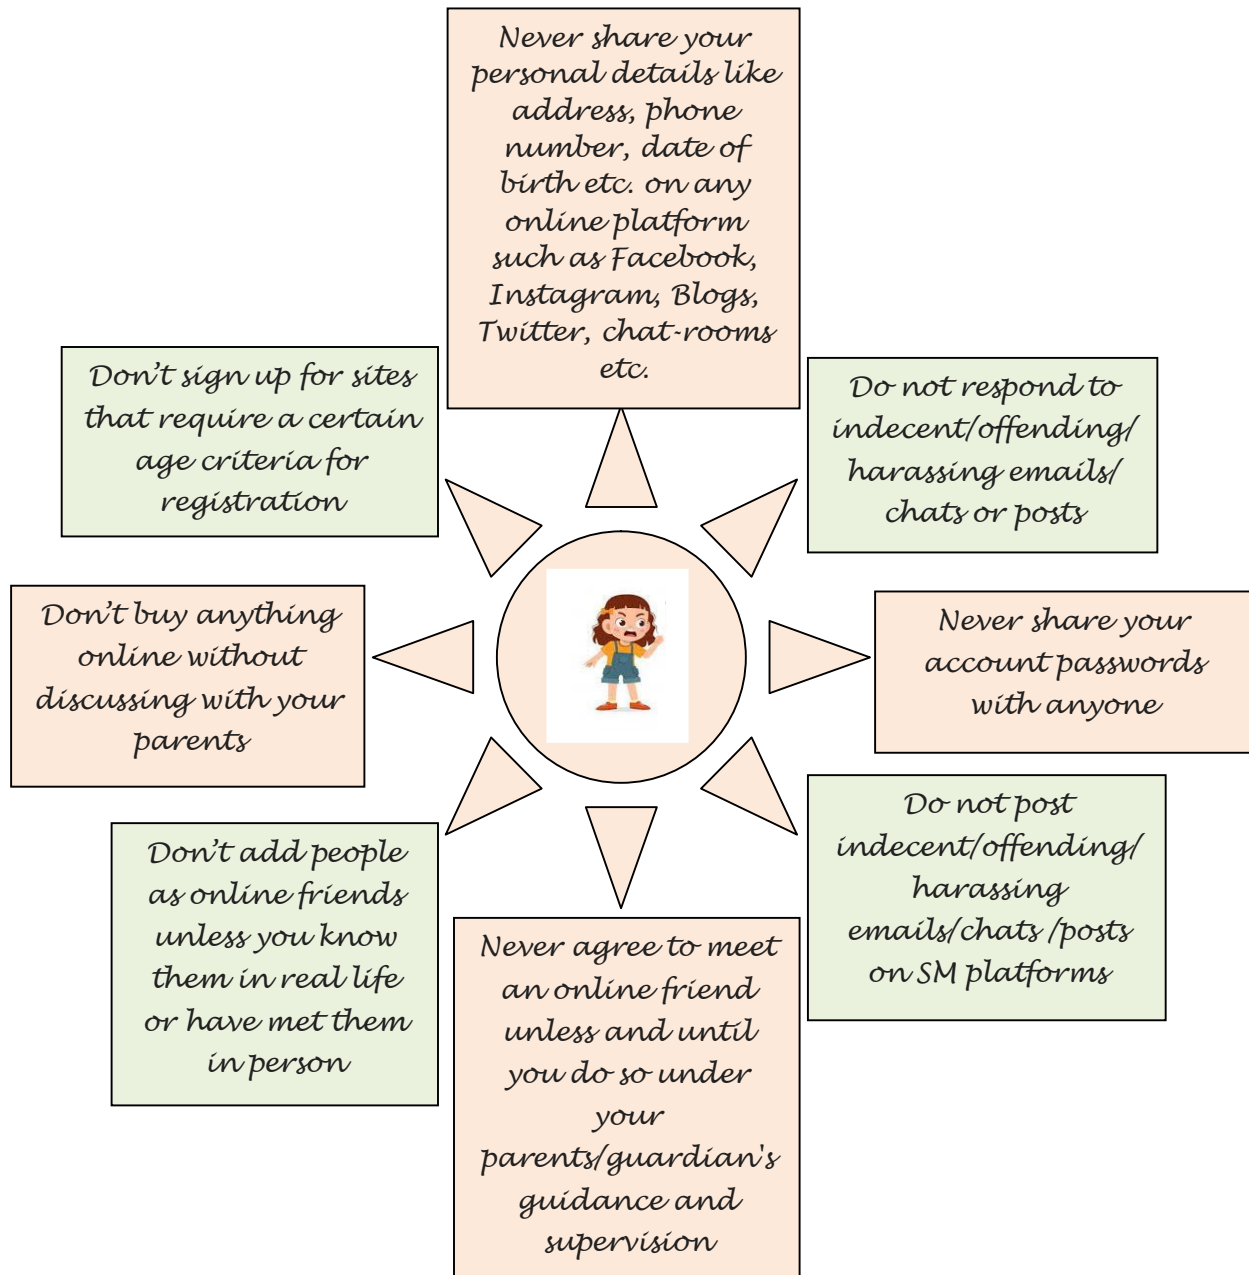 Never share your
personal details like
address, phone
number, date of
birth etc. on any
online platform
such as Facebook,
Instagram, Blogs,
Twitter, chat-rooms
etc.
Don't sign up for sites
that require a certain
age criteria for
registration
Do not respond to
indecent/offending/
harassing emails/
chats or posts
Don't buy anything
online without
discussing with your
parents
Never share your
account passwords
with anyone
Don't add people
as online friends
unless you know
them in real life
or have met them
in person
Do not post
indecent/offending/
harassing
emails/chats /posts
on SM platforms
Never agree to meet
an online friend
unless and until
you do so under
your
parents/guardian's
guidance and
supervision